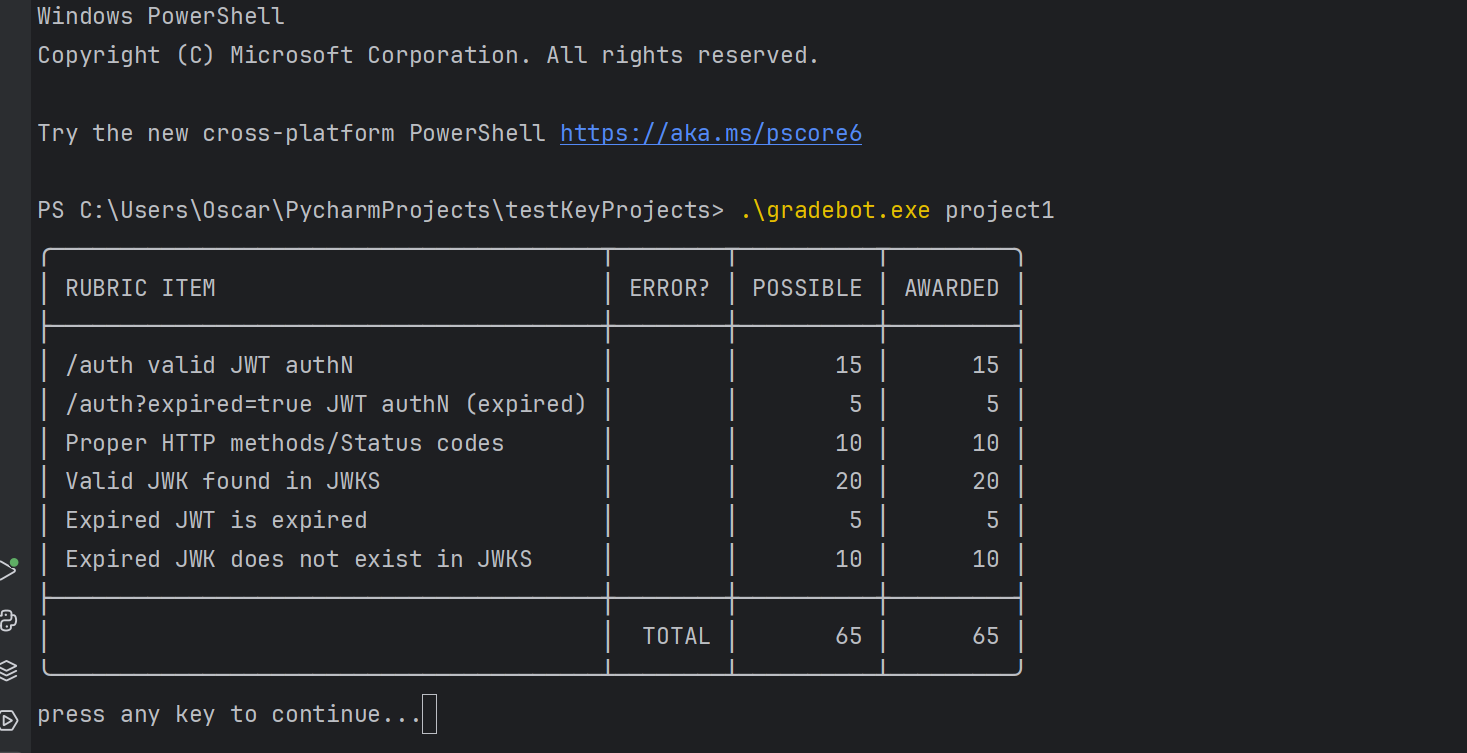 Windows PowerShell
Copyright (C) Microsoft Corporation. All rights reserved.
Try the new cross-platform PowerShell https://aka.ms/pscore6
PS C:\Users\Oscar\PycharmProjects\testKeyProjects> .\gradebot.exe project1
RUBRIC ITEM ERROR? POSSIBLE AWARDED
/auth valid JWT authN 15 15
/auth?expired=true JWT authN (expired) 5 5
Proper HTTP methods/Status codes 10 10
Valid JWK found in JWKS 20 20
Expired JWT is expired 5 5
Expired JWK does not exist in JWKS 10 10
TOTAL 65 65
press any key to continue...